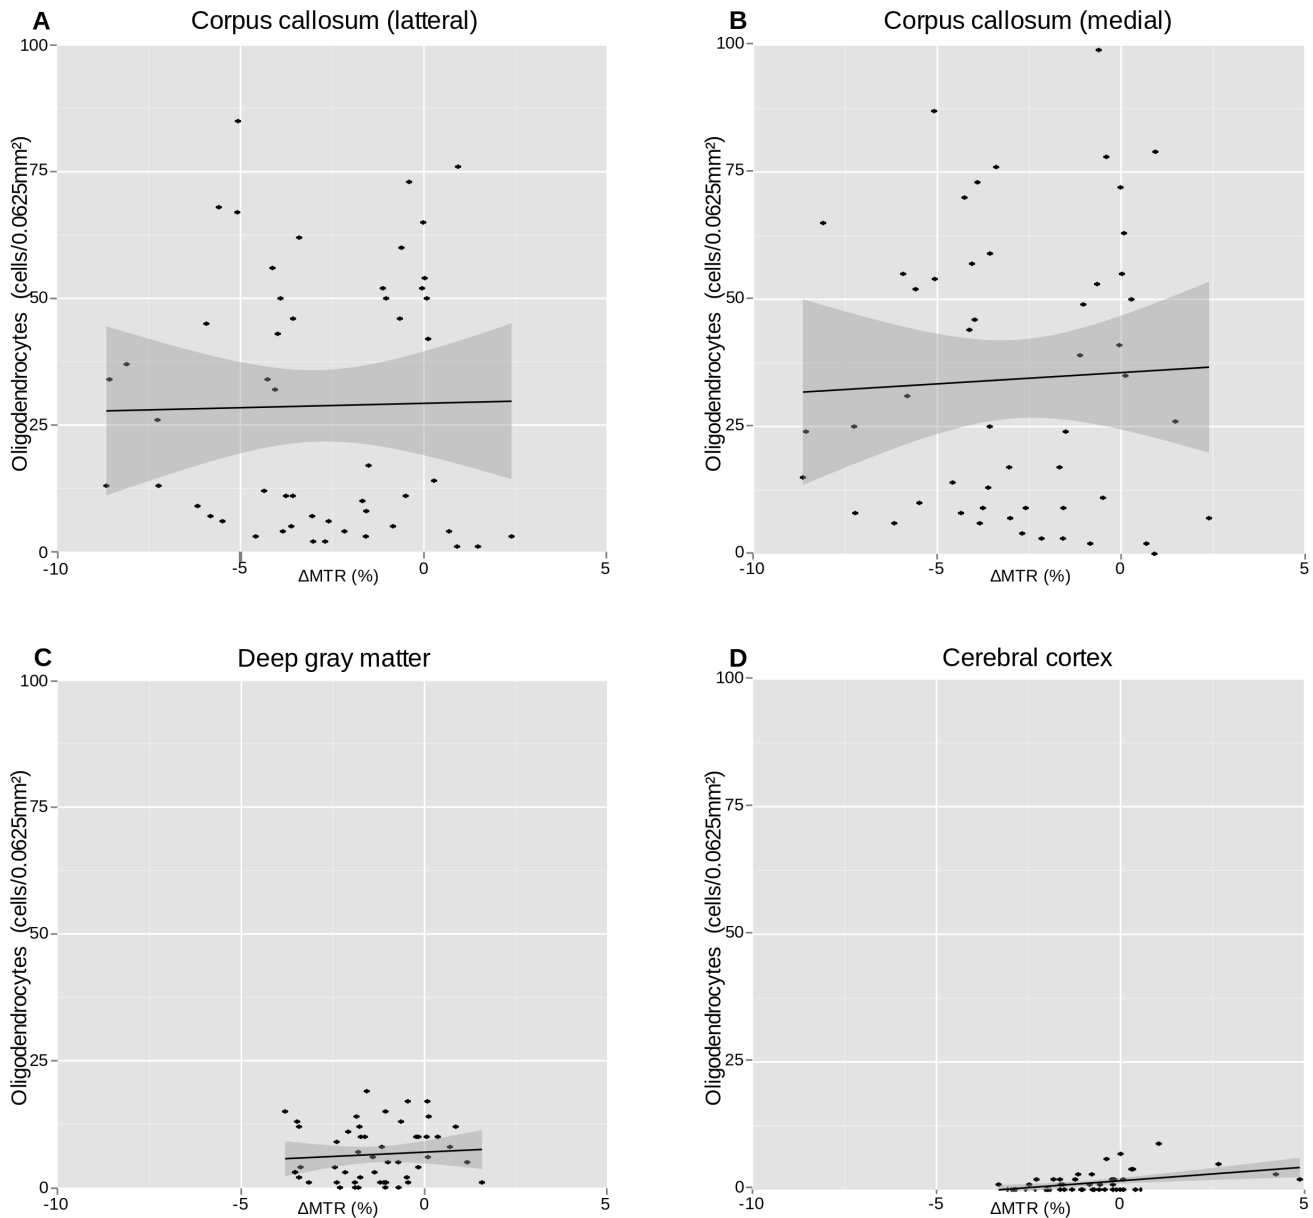 A Corpus callosum (latteral)
100
75
50
25
0
Oligodendrocytes (cells/0.0625mm²)
-10 -5 0 5
ΔMTR (%)
B Corpus callosum (medial)
100
75
50
25
0
Oligodendrocytes (cells/0.0625mm²)
-10 -5 0 5
ΔMTR (%)
C Deep gray matter
100
75
50
25
0
Oligodendrocytes (cells/0.0625mm²)
-10 -5 0 5
ΔMTR (%)
D Cerebral cortex
100
75
50
25
0
Oligodendrocytes (cells/0.0625mm²)
-10 -5 0 5
ΔMTR (%)